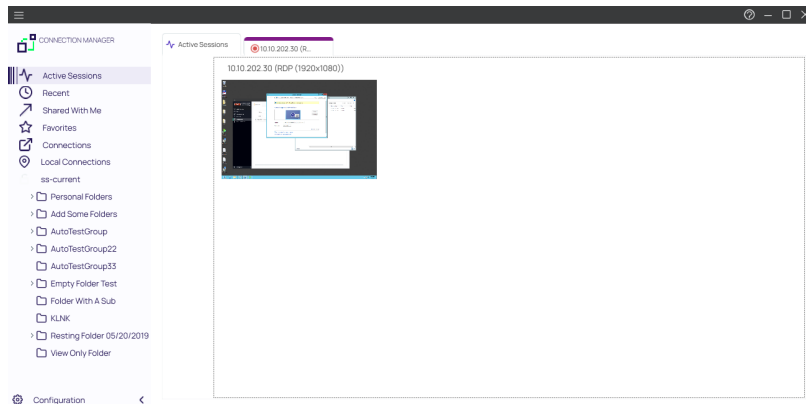 CONNECTION MANAGER
Active Sessions
Recent
Shared With Me
Favorites
Connections
Local Connections
ss-current
Personal Folders
Add Some Folders
AutoTestGroup
AutoTestGroup22
AutoTestGroup33
Empty Folder Test
Folder With A Sub
KLNK
Resting Folder 05/20/2019
View Only Folder
Configuration
Active Sessions
10.10.202.30 (R...
10.10.202.30 (RDP (1920x1080))